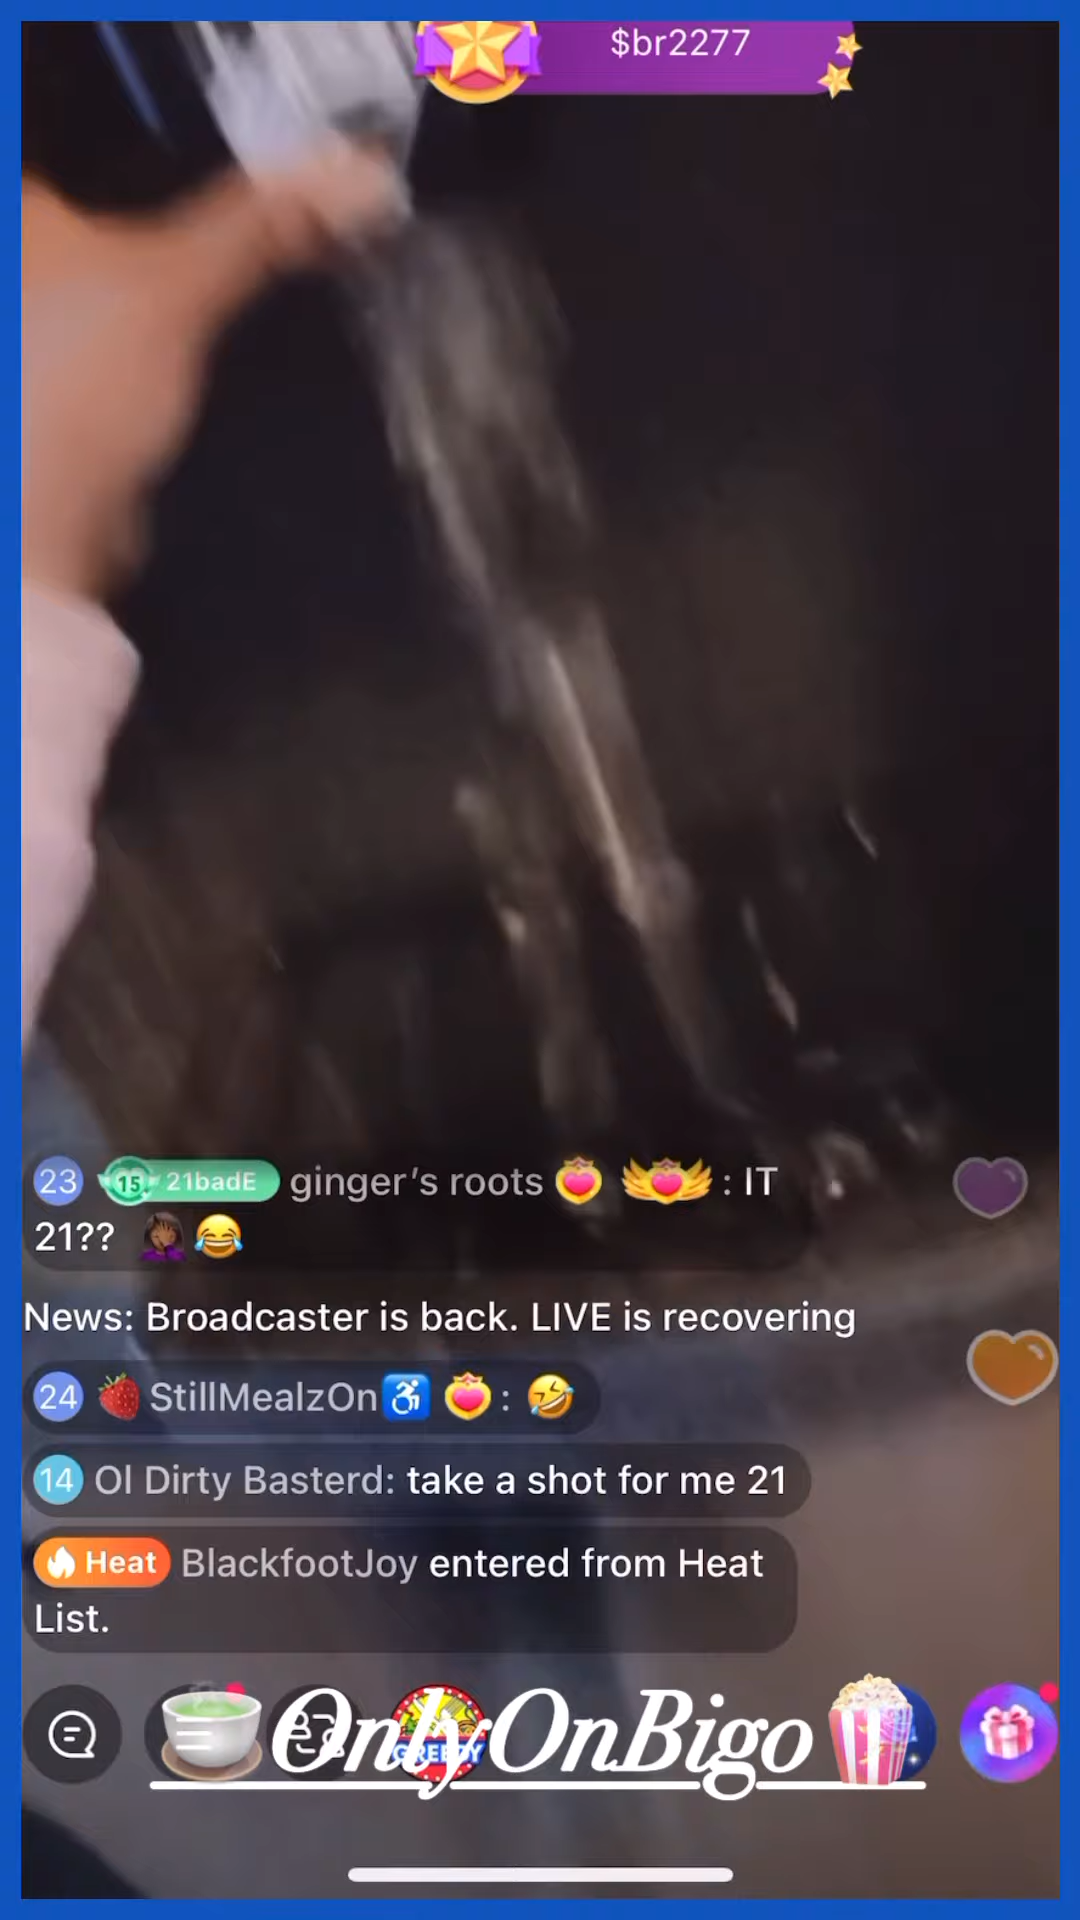 $br2277
23 15 21badE ginger's roots : IT
21??
News: Broadcaster is back. LIVE is recovering
24 StillMealzOn :
14 Ol Dirty Basterd: take a shot for me 21
Heat BlackfootJoy entered from Heat
List.
OnlyOnBigo
GREEDY